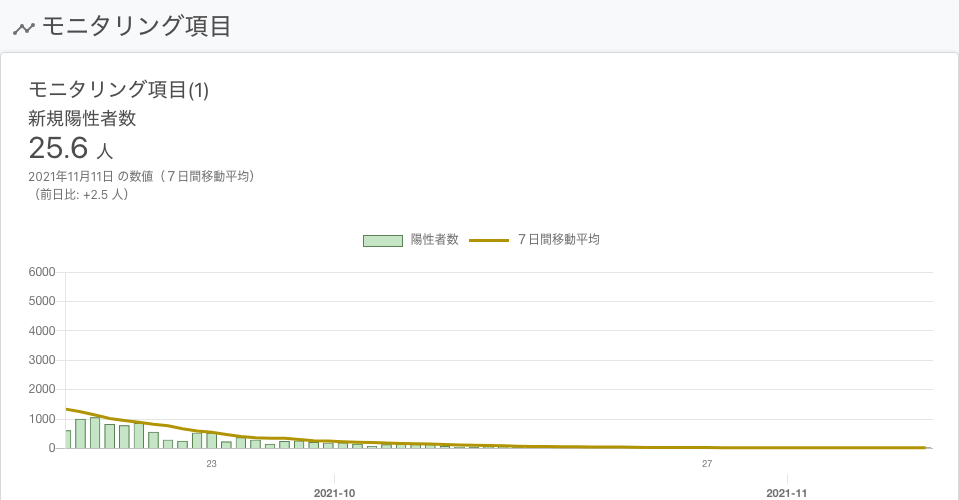 モニタリング項目
モニタリング項目(1)
新規陽性者数
25.6 人
2021年11月11日 の数値（７日間移動平均）
（前日比: +2.5 人）
陽性者数 ７日間移動平均
6000
5000
4000
3000
2000
1000
0
23 27
2021-10 2021-11